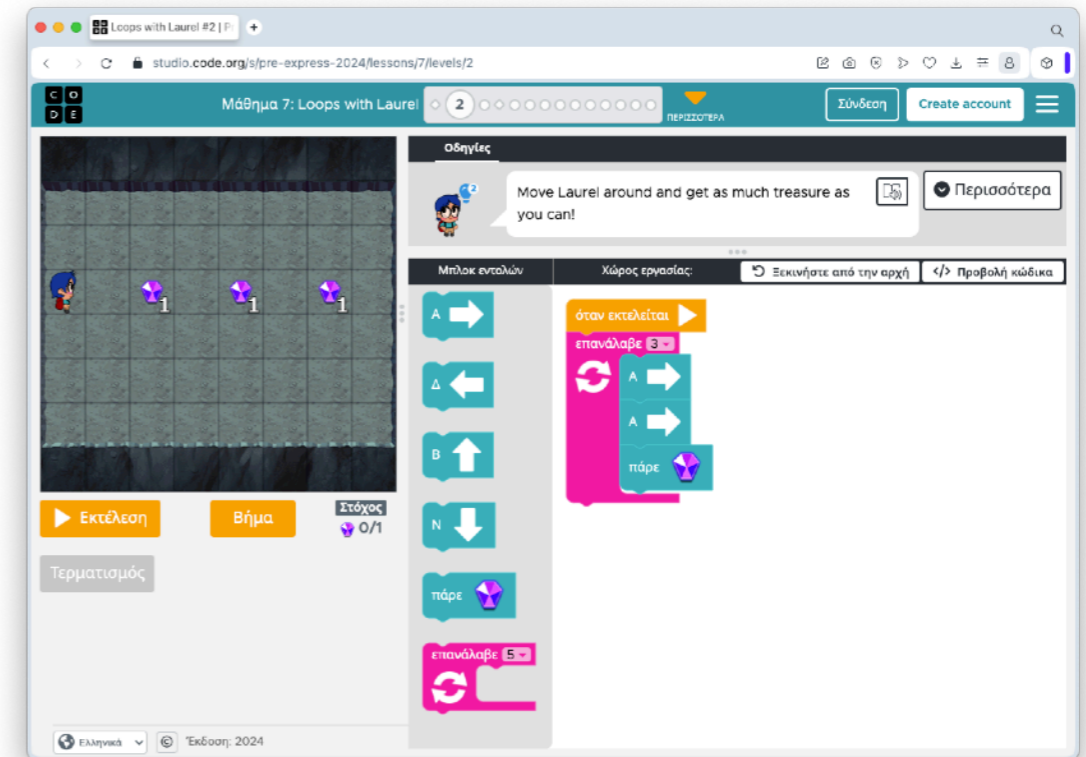 Loops with Laurel #2 | P
studio.code.org/s/pre-express-2024/lessons/7/levels/2
C O
D E
Μάθημα 7: Loops with Laurel
2
ΠΕΡΙΣΣΟΤΕΡΑ
Σύνδεση
Create account
Οδηγίες
2
Move Laurel around and get as much treasure as
you can!
Περισσότερα
Μπλοκ εντολών
Χώρος εργασίας:
Ξεκινήστε από την αρχή
</> Προβολή κώδικα
1
1
1
Εκτέλεση
Βήμα
Στόχος
0/1
Τερματισμός
Α
Δ
Β
Ν
πάρε
επανάλαβε 5
όταν εκτελείται
επανάλαβε 3
Α
Α
πάρε
Ελληνικά
©
Έκδοση: 2024